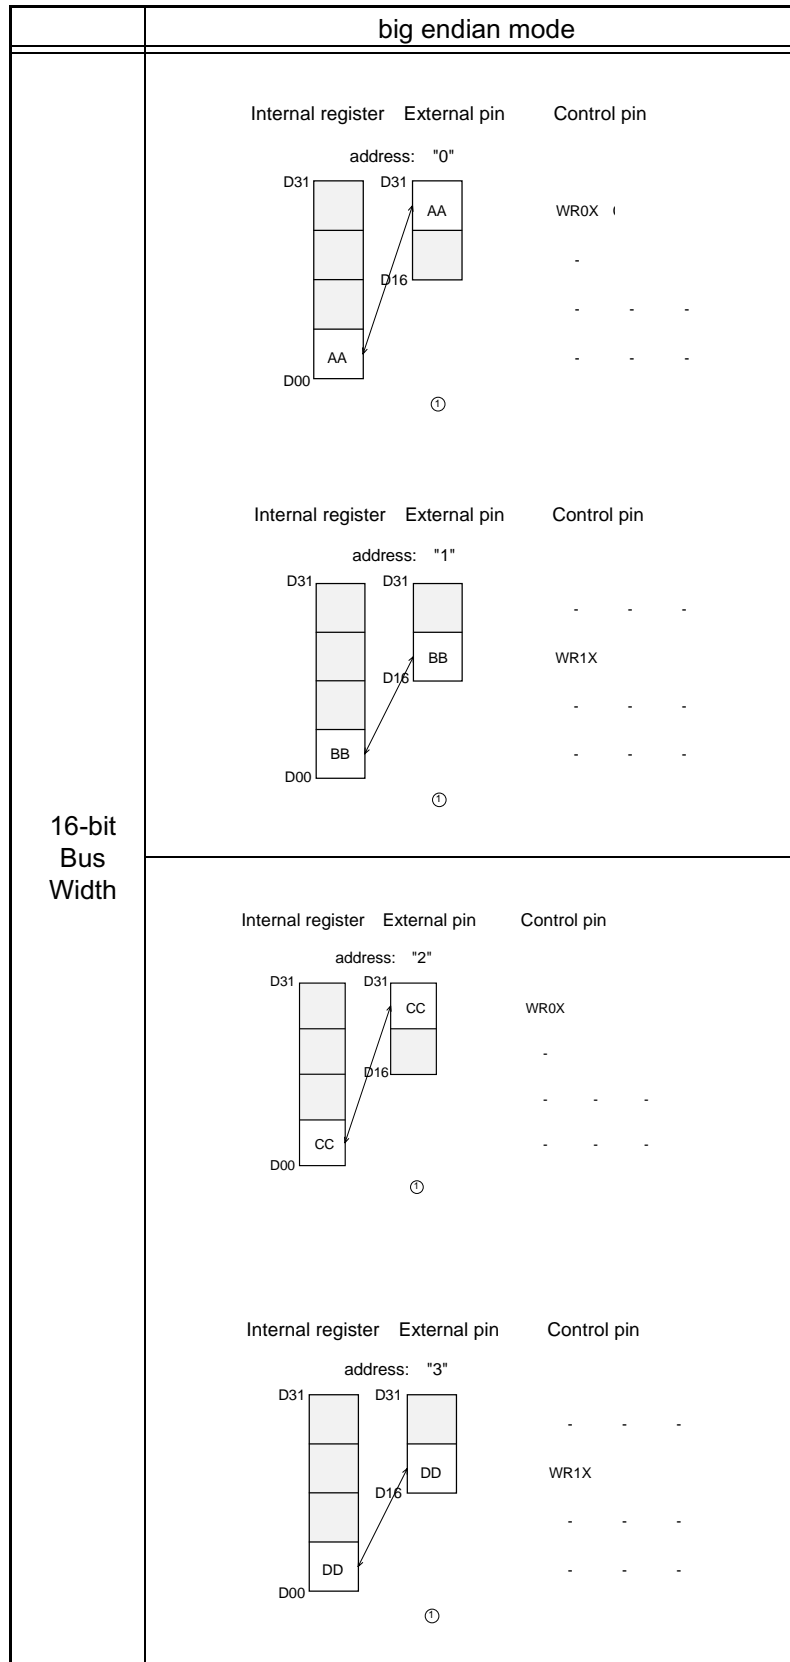 big endian mode
16-bit
Bus
Width
Internal register External pin Control pin
address: "0"
D31 D31
AA WR0X (
D16 -
- - -
AA - - -
D00
①
Internal register External pin Control pin
address: "1"
D31 D31
- - -
BB WR1X
D16
- - -
BB - - -
D00
①
Internal register External pin Control pin
address: "2"
D31 D31
CC WR0X
-
D16
- - -
CC - - -
D00
①
Internal register External pin Control pin
address: "3"
D31 D31
- - -
DD WR1X
D16
- - -
DD - - -
D00
①